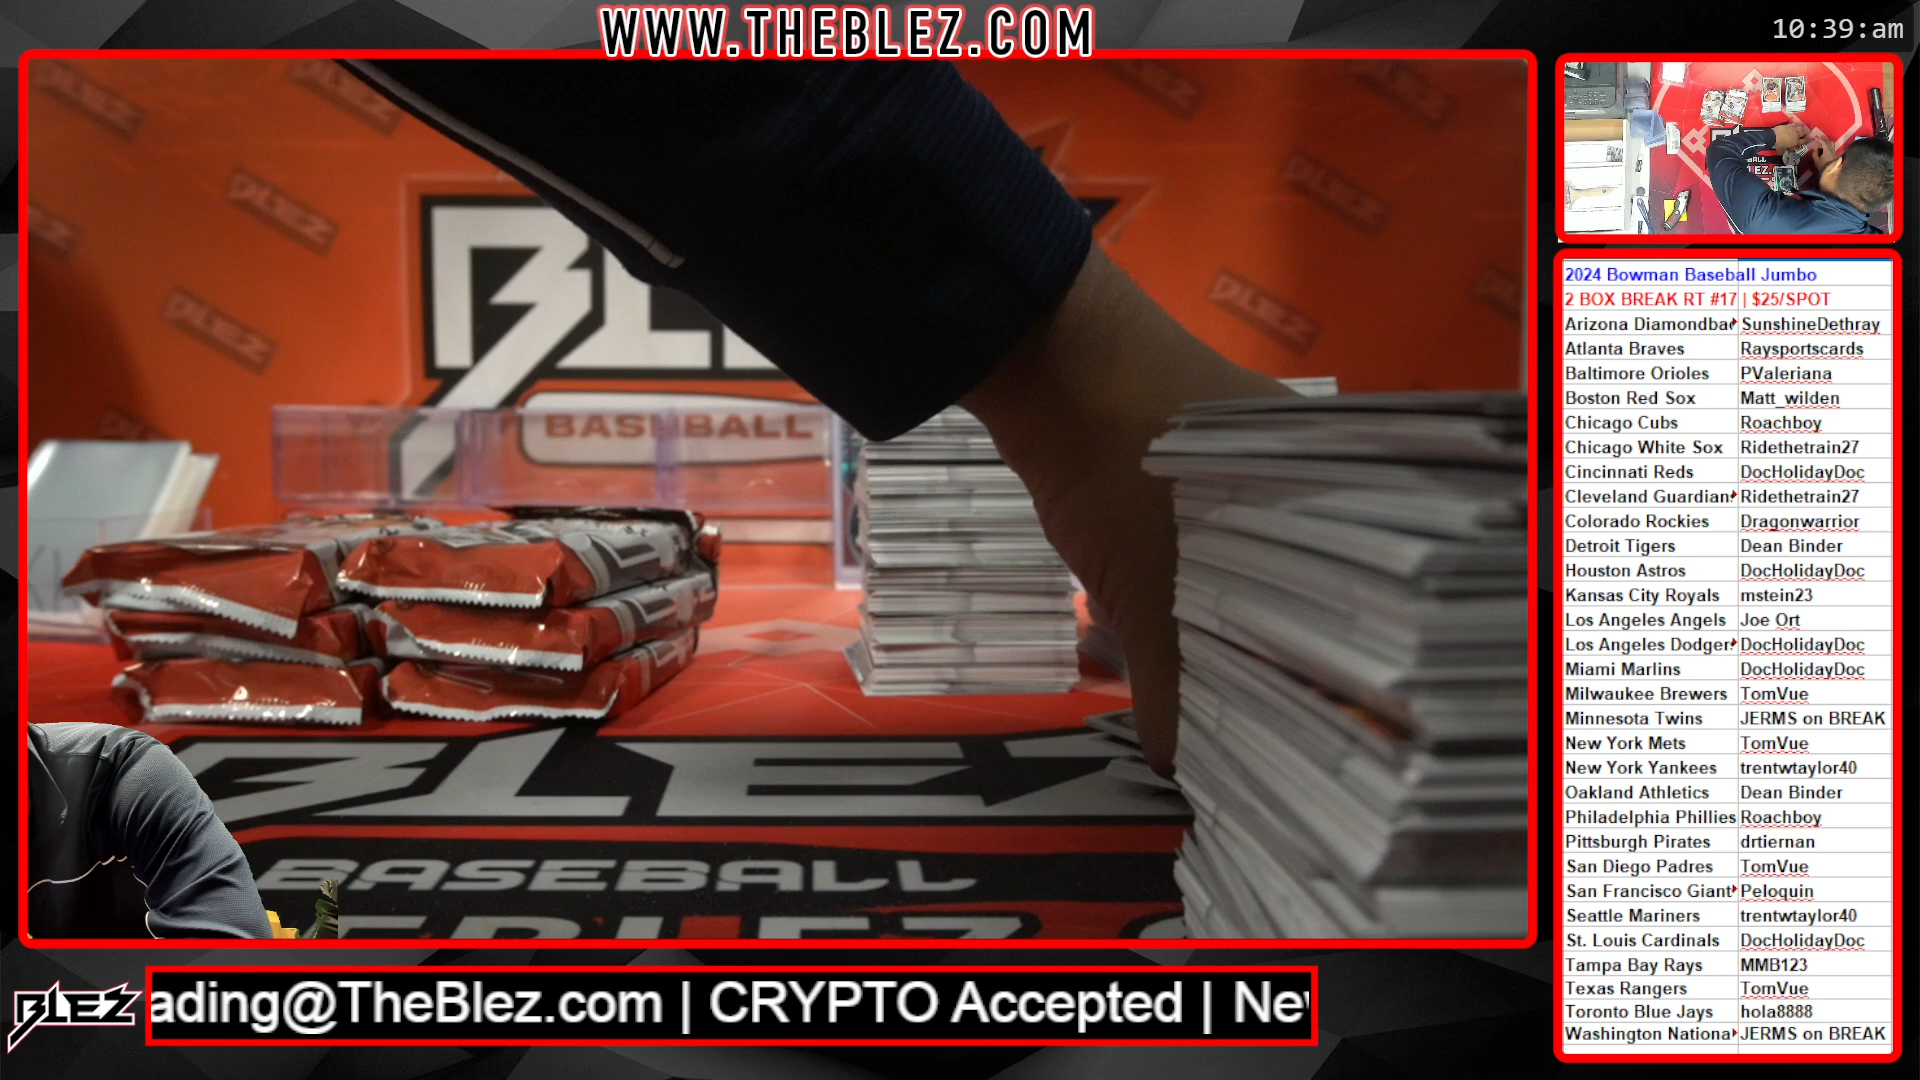 WWW.THEBLEZ.COM
10:39:am
BLEZ
BLEZ
BLEZ
BLEZ
BLEZ
BASEBALL
BLEZ
BASEBALL
2024 Bowman Baseball Jumbo
2 BOX BREAK RT #17 | $25/SPOT
Arizona Diamondba SunshineDethray
Atlanta Braves Raysportscards
Baltimore Orioles PValeriana
Boston Red Sox Matt_wilden
Chicago Cubs Roachboy
Chicago White Sox Ridethetrain27
Cincinnati Reds DocHolidayDoc
Cleveland Guardian Ridethetrain27
Colorado Rockies Dragonwarrior
Detroit Tigers Dean Binder
Houston Astros DocHolidayDoc
Kansas City Royals mstein23
Los Angeles Angels Joe Ort
Los Angeles Dodger DocHolidayDoc
Miami Marlins DocHolidayDoc
Milwaukee Brewers TomVue
Minnesota Twins JERMS on BREAK
New York Mets TomVue
New York Yankees trentwtaylor40
Oakland Athletics Dean Binder
Philadelphia Phillies Roachboy
Pittsburgh Pirates drtiernan
San Diego Padres TomVue
San Francisco Giant Peloquin
Seattle Mariners trentwtaylor40
St. Louis Cardinals DocHolidayDoc
Tampa Bay Rays MMB123
Texas Rangers TomVue
Toronto Blue Jays hola8888
Washington Nationa JERMS on BREAK
BLEZ
ading@TheBlez.com | CRYPTO Accepted | Ne